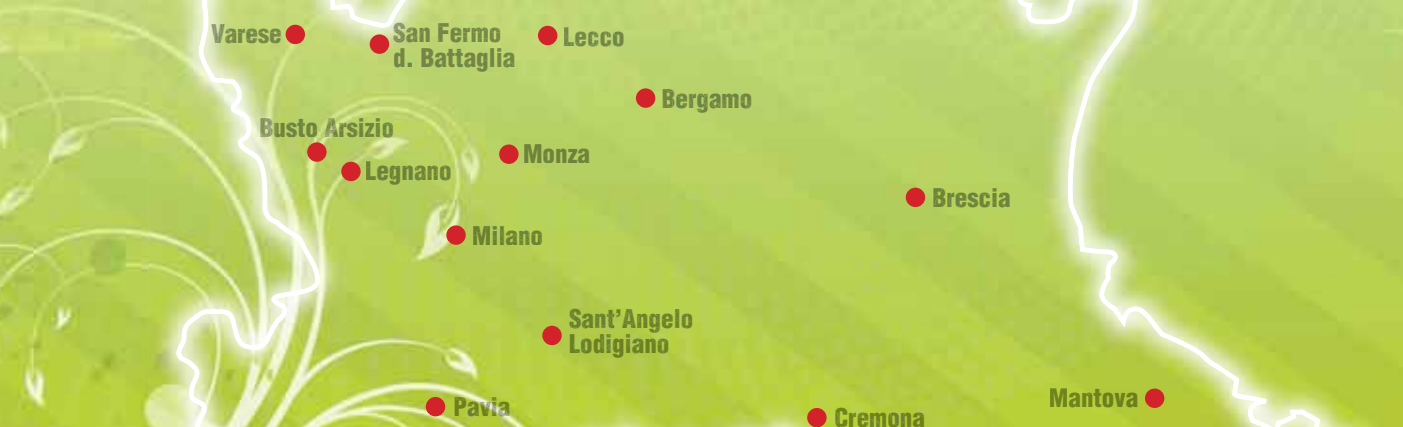 Varese
San Fermo
d. Battaglia
Lecco
Bergamo
Busto Arsizio
Monza
Legnano
Brescia
Milano
Sant’Angelo
Lodigiano
Pavia
Cremona
Mantova